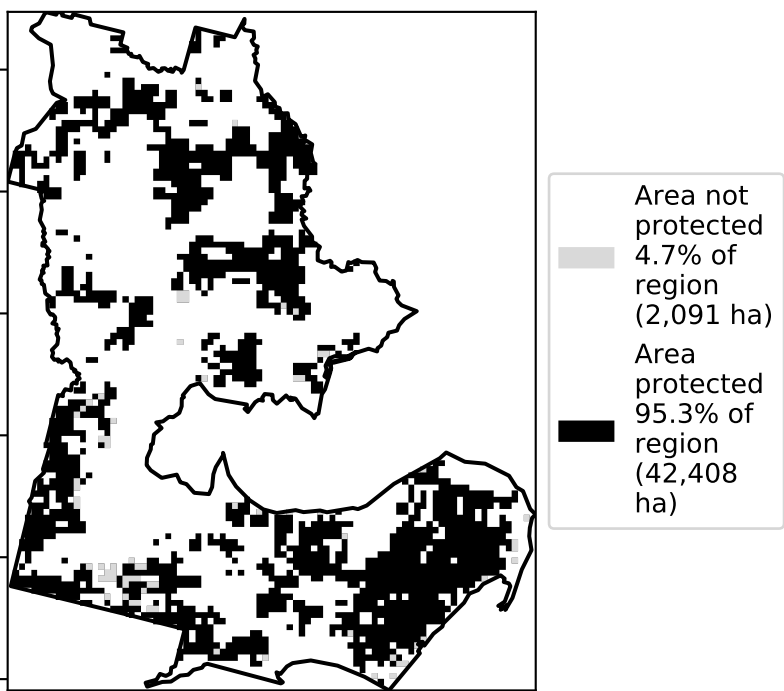 Area not
protected
4.7% of
region
(2,091 ha)
Area
protected
95.3% of
region
(42,408
ha)